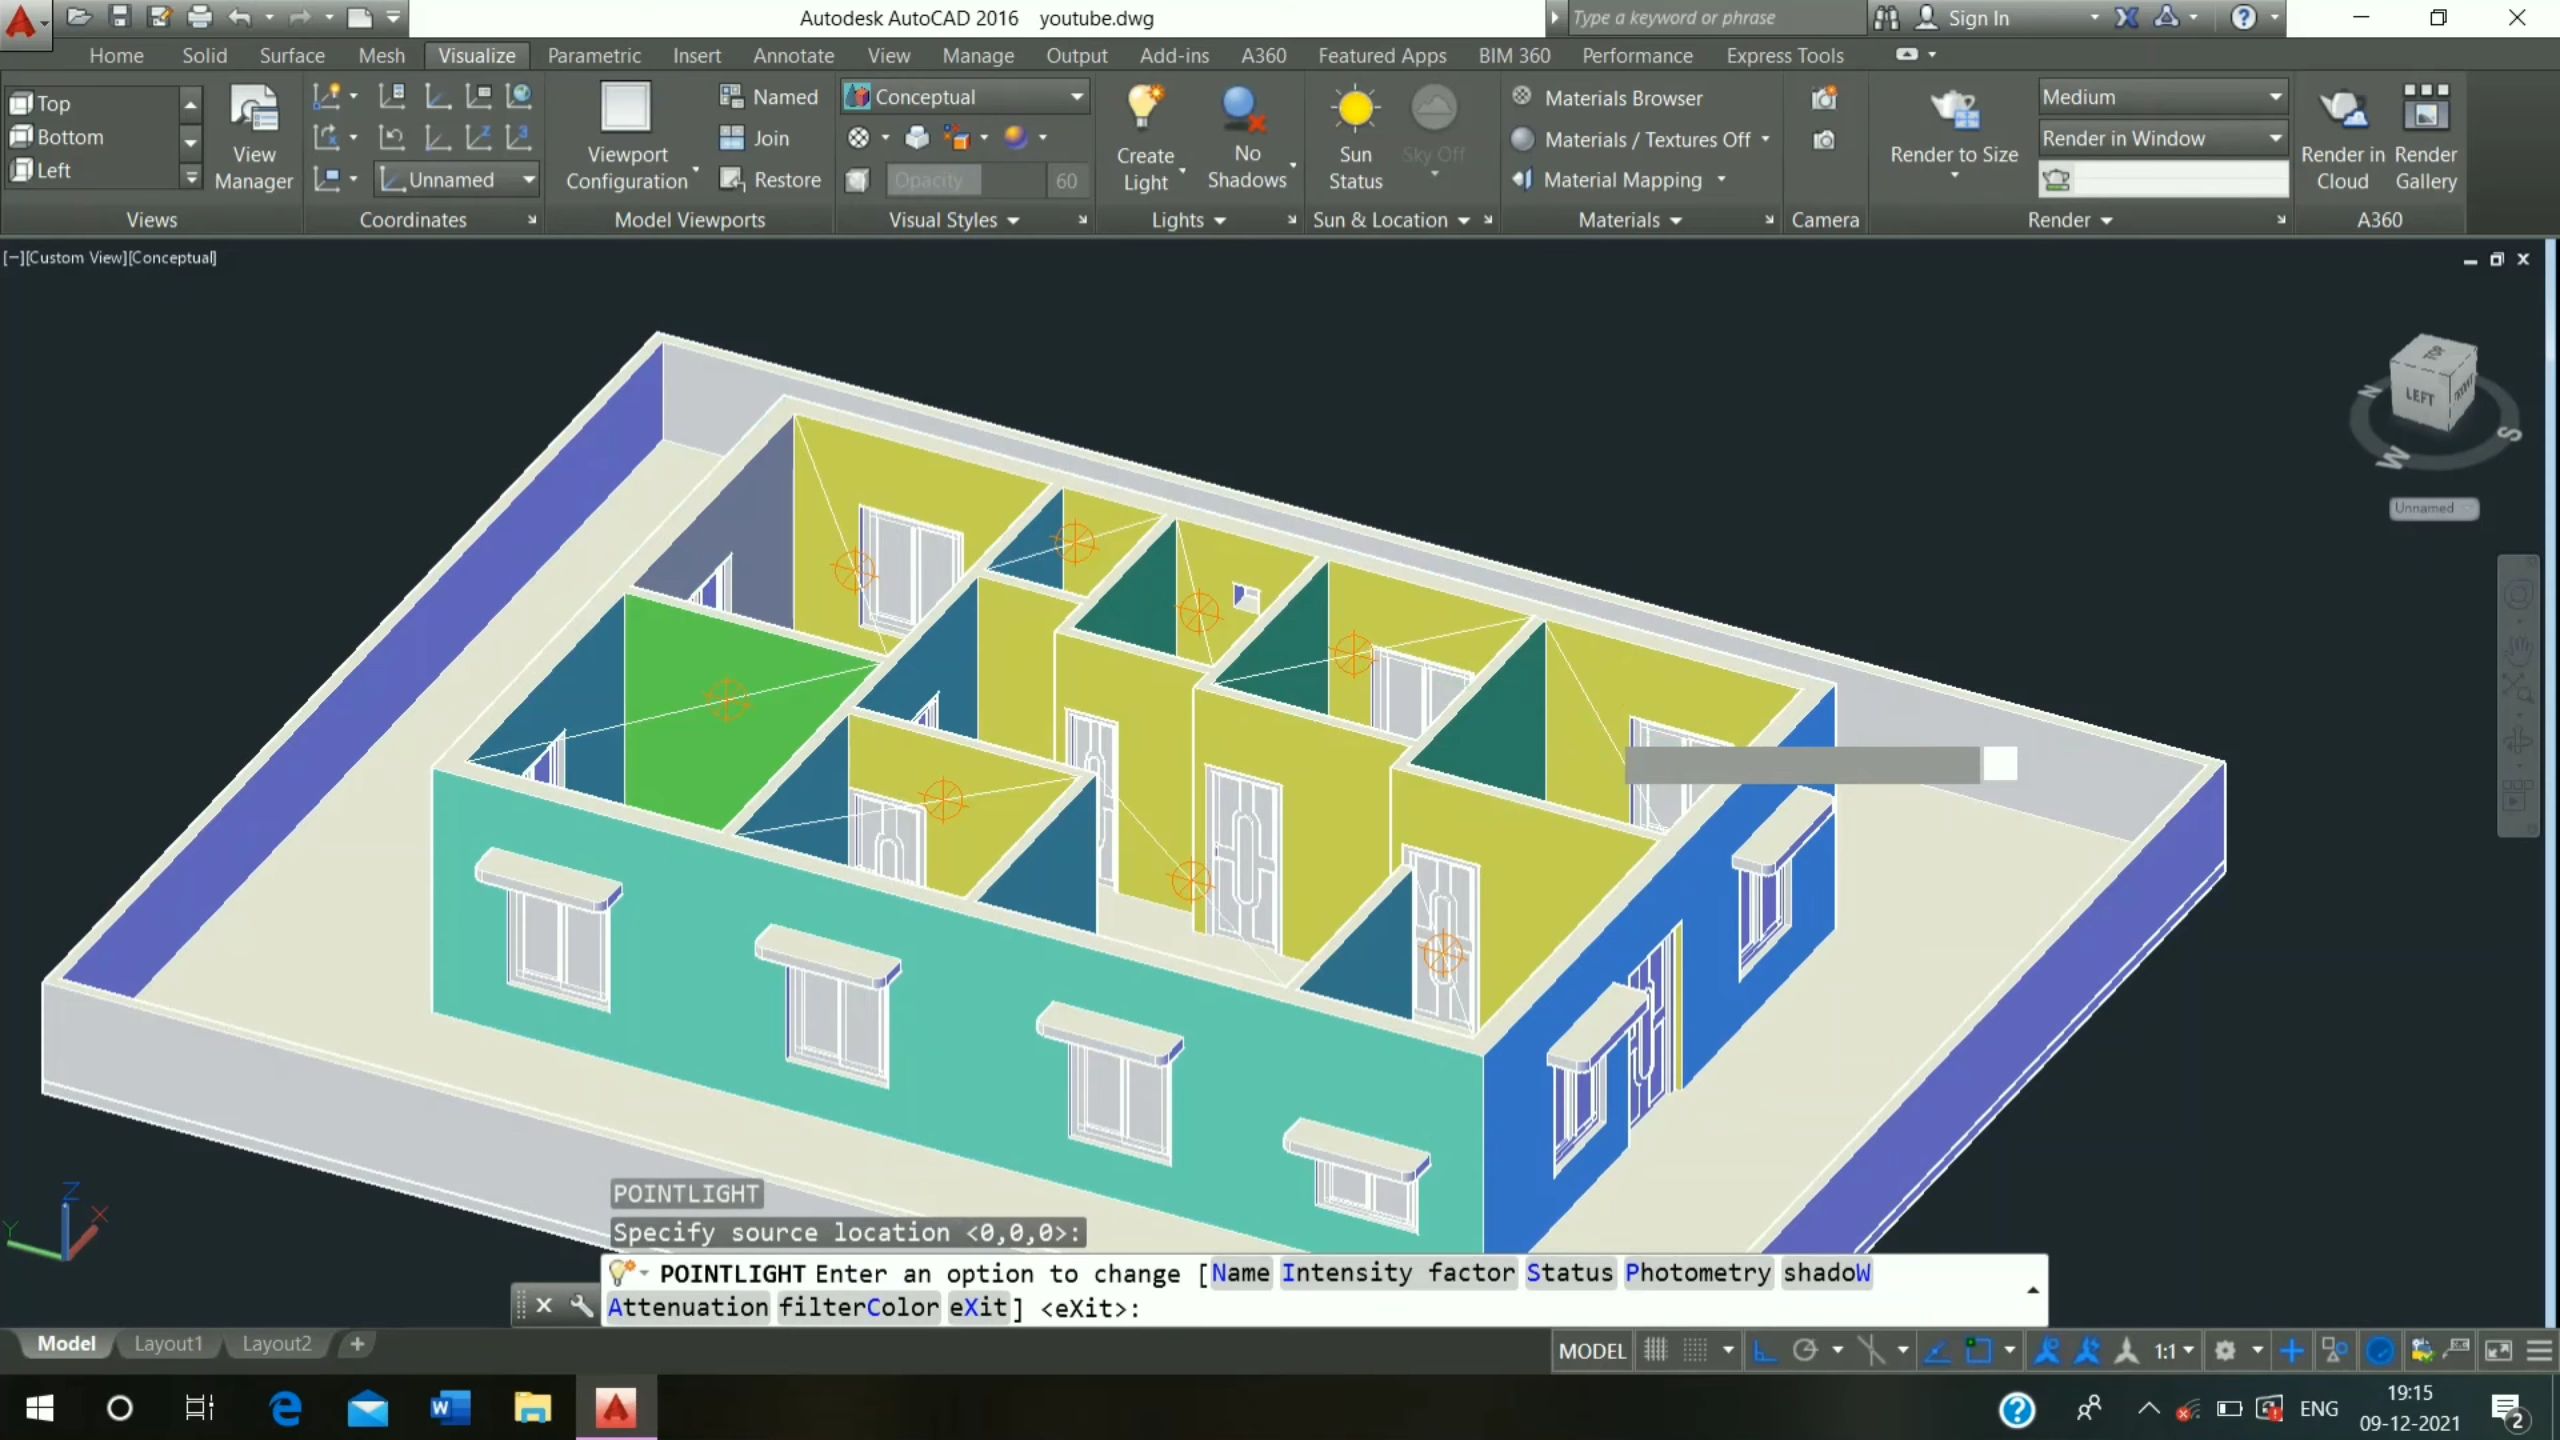 Autodesk AutoCAD 2016 youtube.dwg
Type a keyword or phrase
Sign In
Home Solid Surface Mesh Visualize Parametric Insert Annotate View Manage Output Add-ins A360 Featured Apps BIM 360 Performance Express Tools
Top
Bottom
Left
View
Manager
Views
Unnamed
Coordinates
Viewport
Configuration
Named
Join
Restore
Model Viewports
Conceptual
Opacity 60
Visual Styles
Create
Light
No
Shadows
Lights
Sun
Status
Sky Off
Sun & Location
Materials Browser
Materials / Textures Off
Material Mapping
Materials
Camera
Render to Size
Medium
Render in Window
Render
Render in
Cloud
Render
Gallery
A360
[−][Custom View][Conceptual]
TOP
LEFT
N
S
W
Unnamed
Z
X
Y
POINTLIGHT
Specify source location <0,0,0>:
POINTLIGHT Enter an option to change [Name Intensity factor Status Photometry shadoW
Attenuation filterColor eXit] <eXit>:
Model Layout1 Layout2 +
MODEL
1:1
ENG
19:15
09-12-2021
2